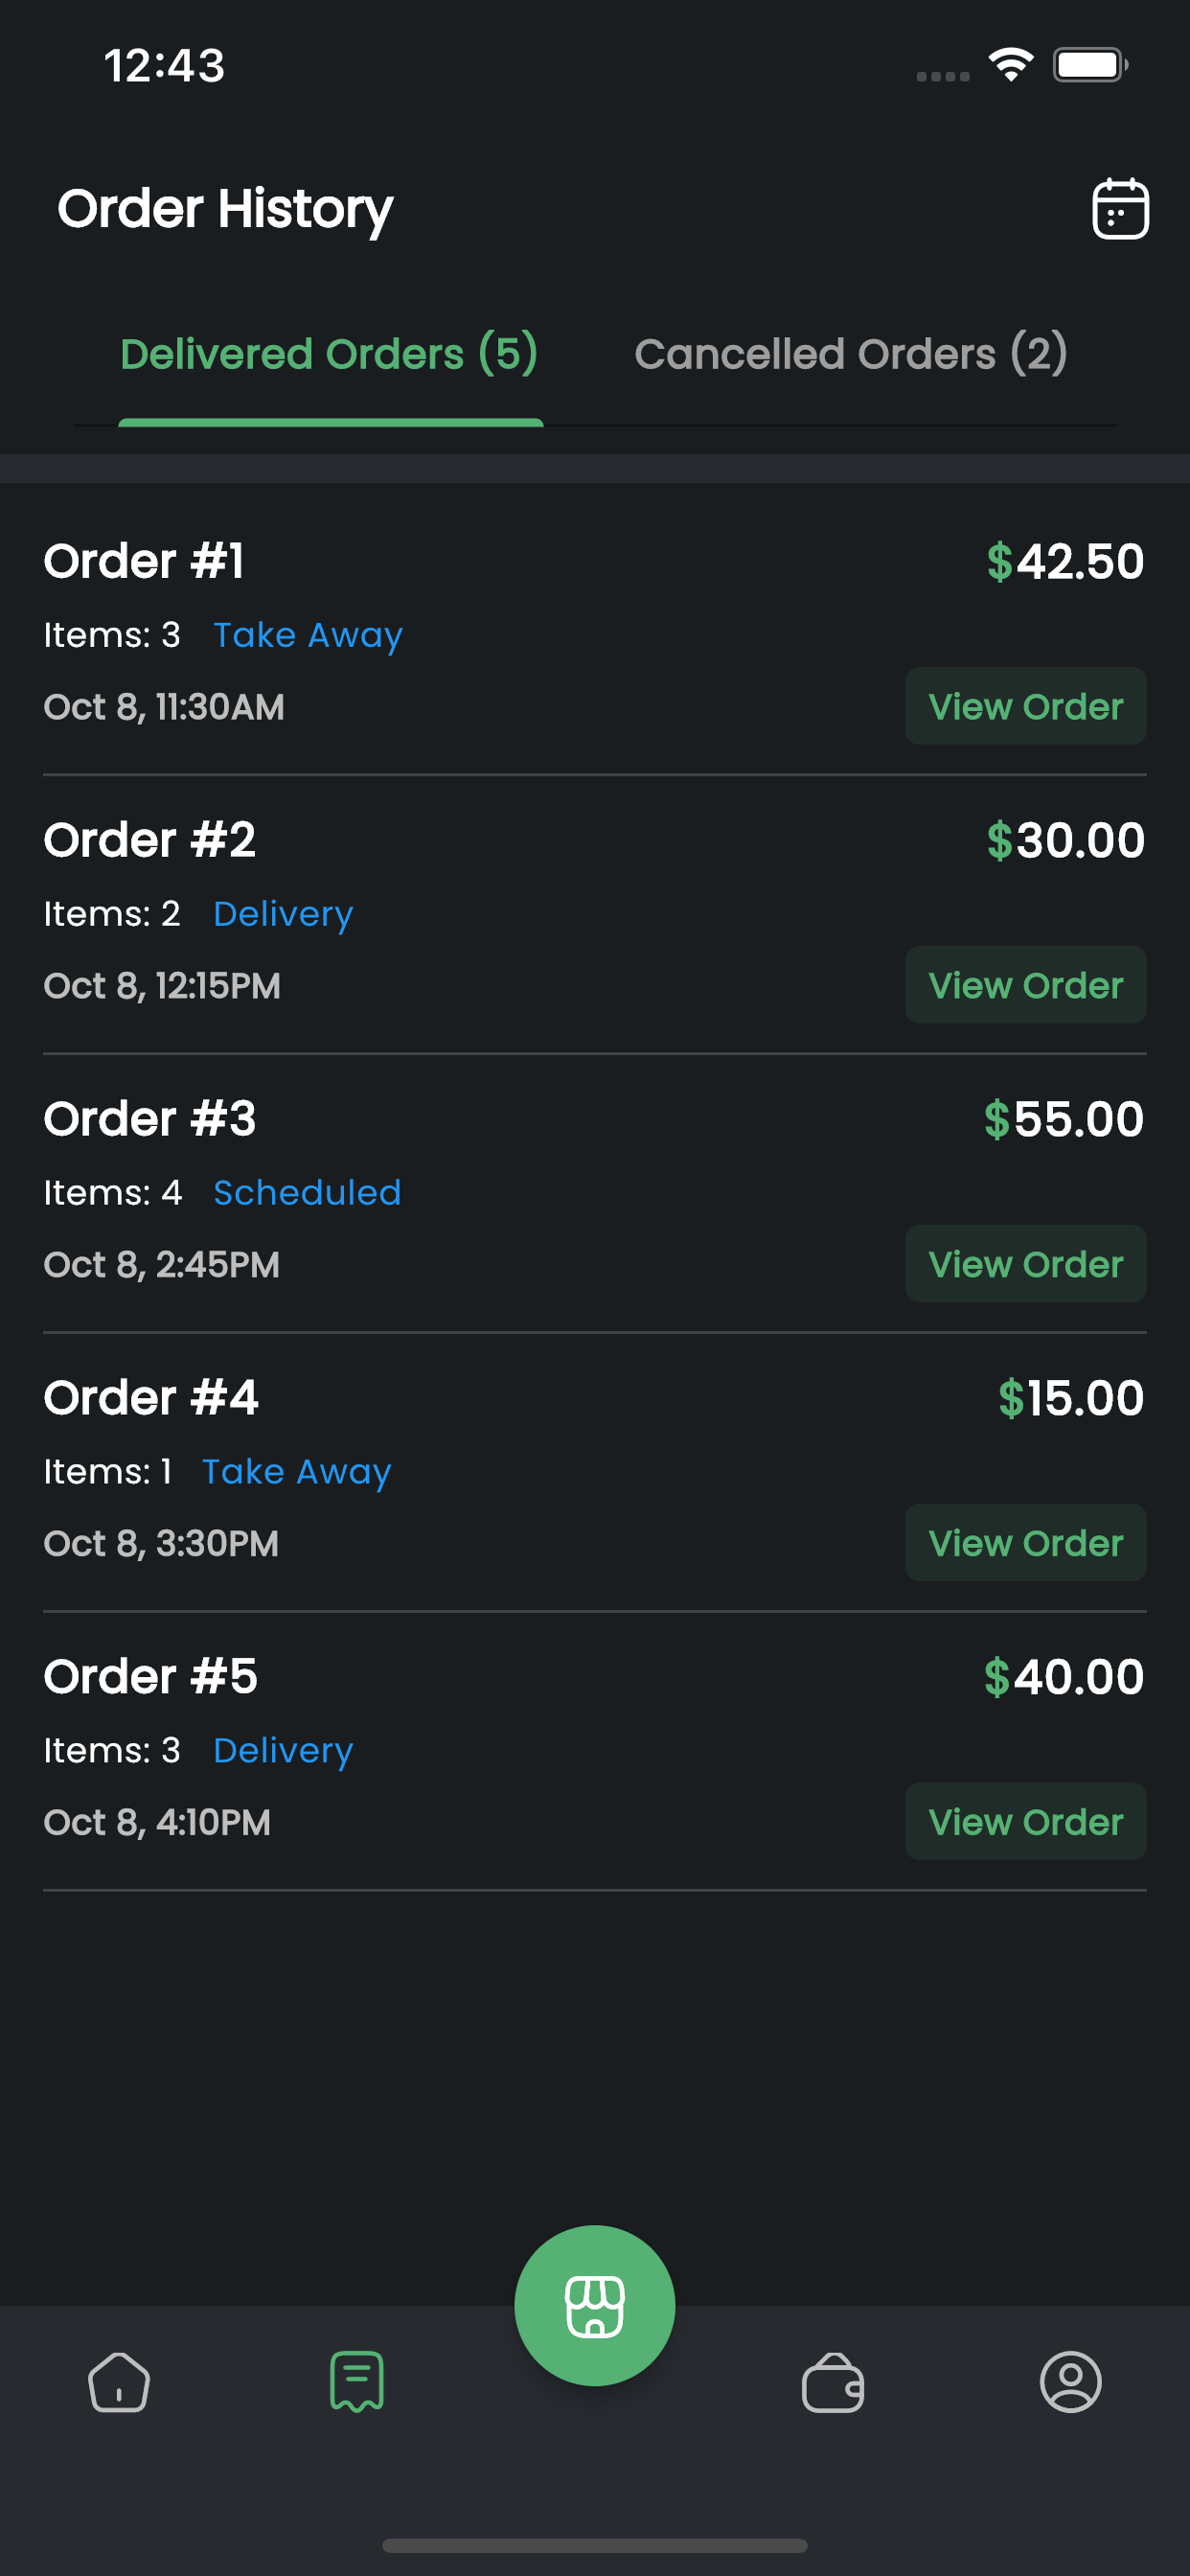 12:43
Order History
Delivered Orders (5) Cancelled Orders (2)
Order #1 $42.50
Items: 3 Take Away
Oct 8, 11:30AM View Order
Order #2 $30.00
Items: 2 Delivery
Oct 8, 12:15PM View Order
Order #3 $55.00
Items: 4 Scheduled
Oct 8, 2:45PM View Order
Order #4 $15.00
Items: 1 Take Away
Oct 8, 3:30PM View Order
Order #5 $40.00
Items: 3 Delivery
Oct 8, 4:10PM View Order